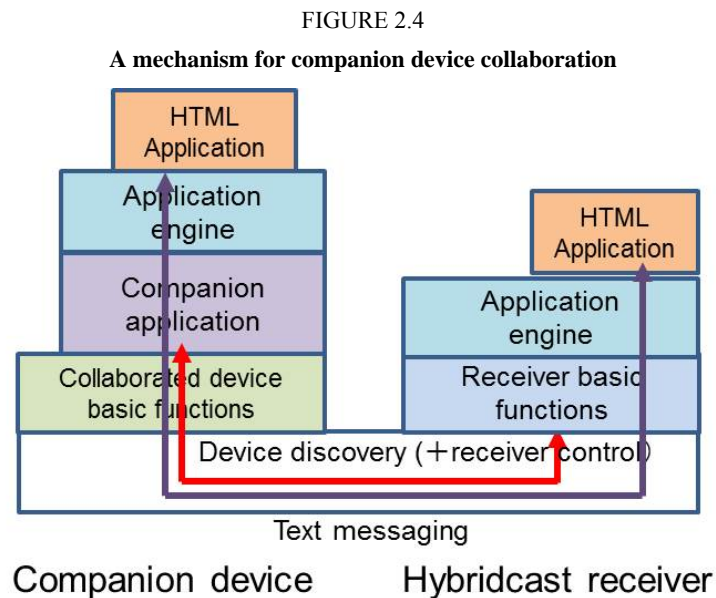 FIGURE 2.4
A mechanism for companion device collaboration
HTML
Application
Application
engine
Companion
application
Collaborated device
basic functions
HTML
Application
Application
engine
Receiver basic
functions
Device discovery (＋receiver control)
Text messaging
Companion device
Hybridcast receiver